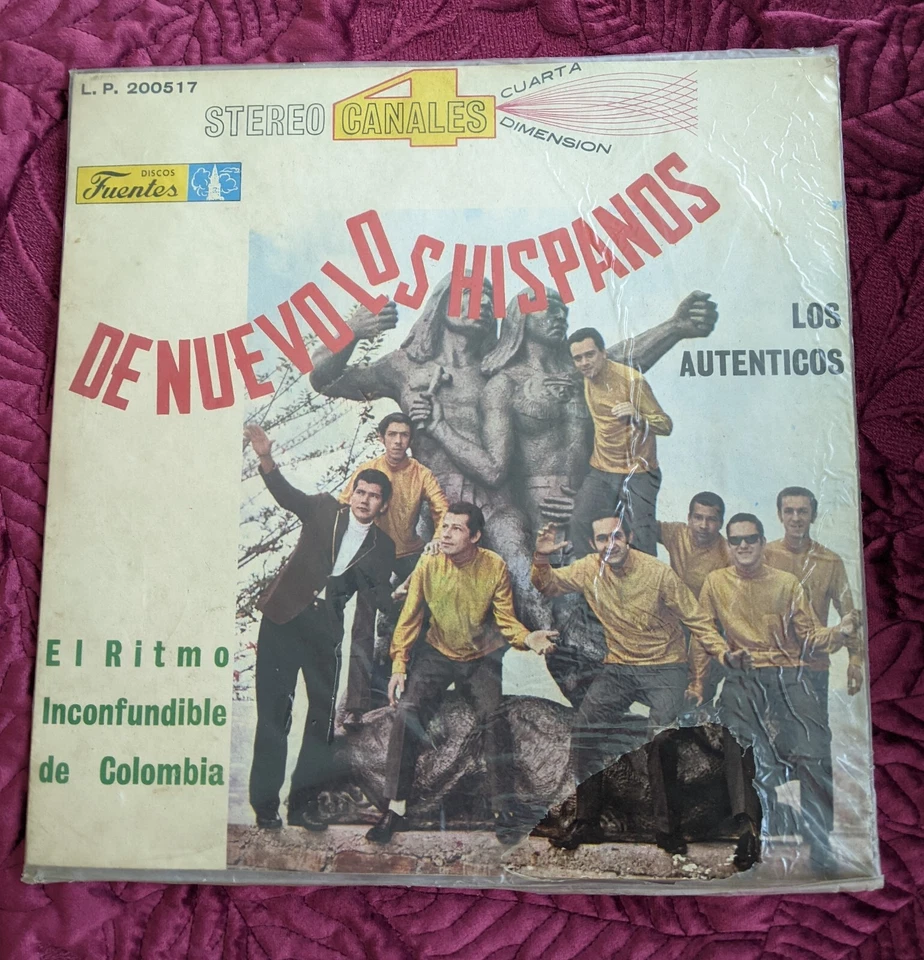 L. P. 200517
STEREO 4 CANALES
CUARTA
DIMENSION
DISCOS
Fuentes
DE NUEVO LOS HISPANOS
LOS
AUTENTICOS
El Ritmo
Inconfundible
de Colombia